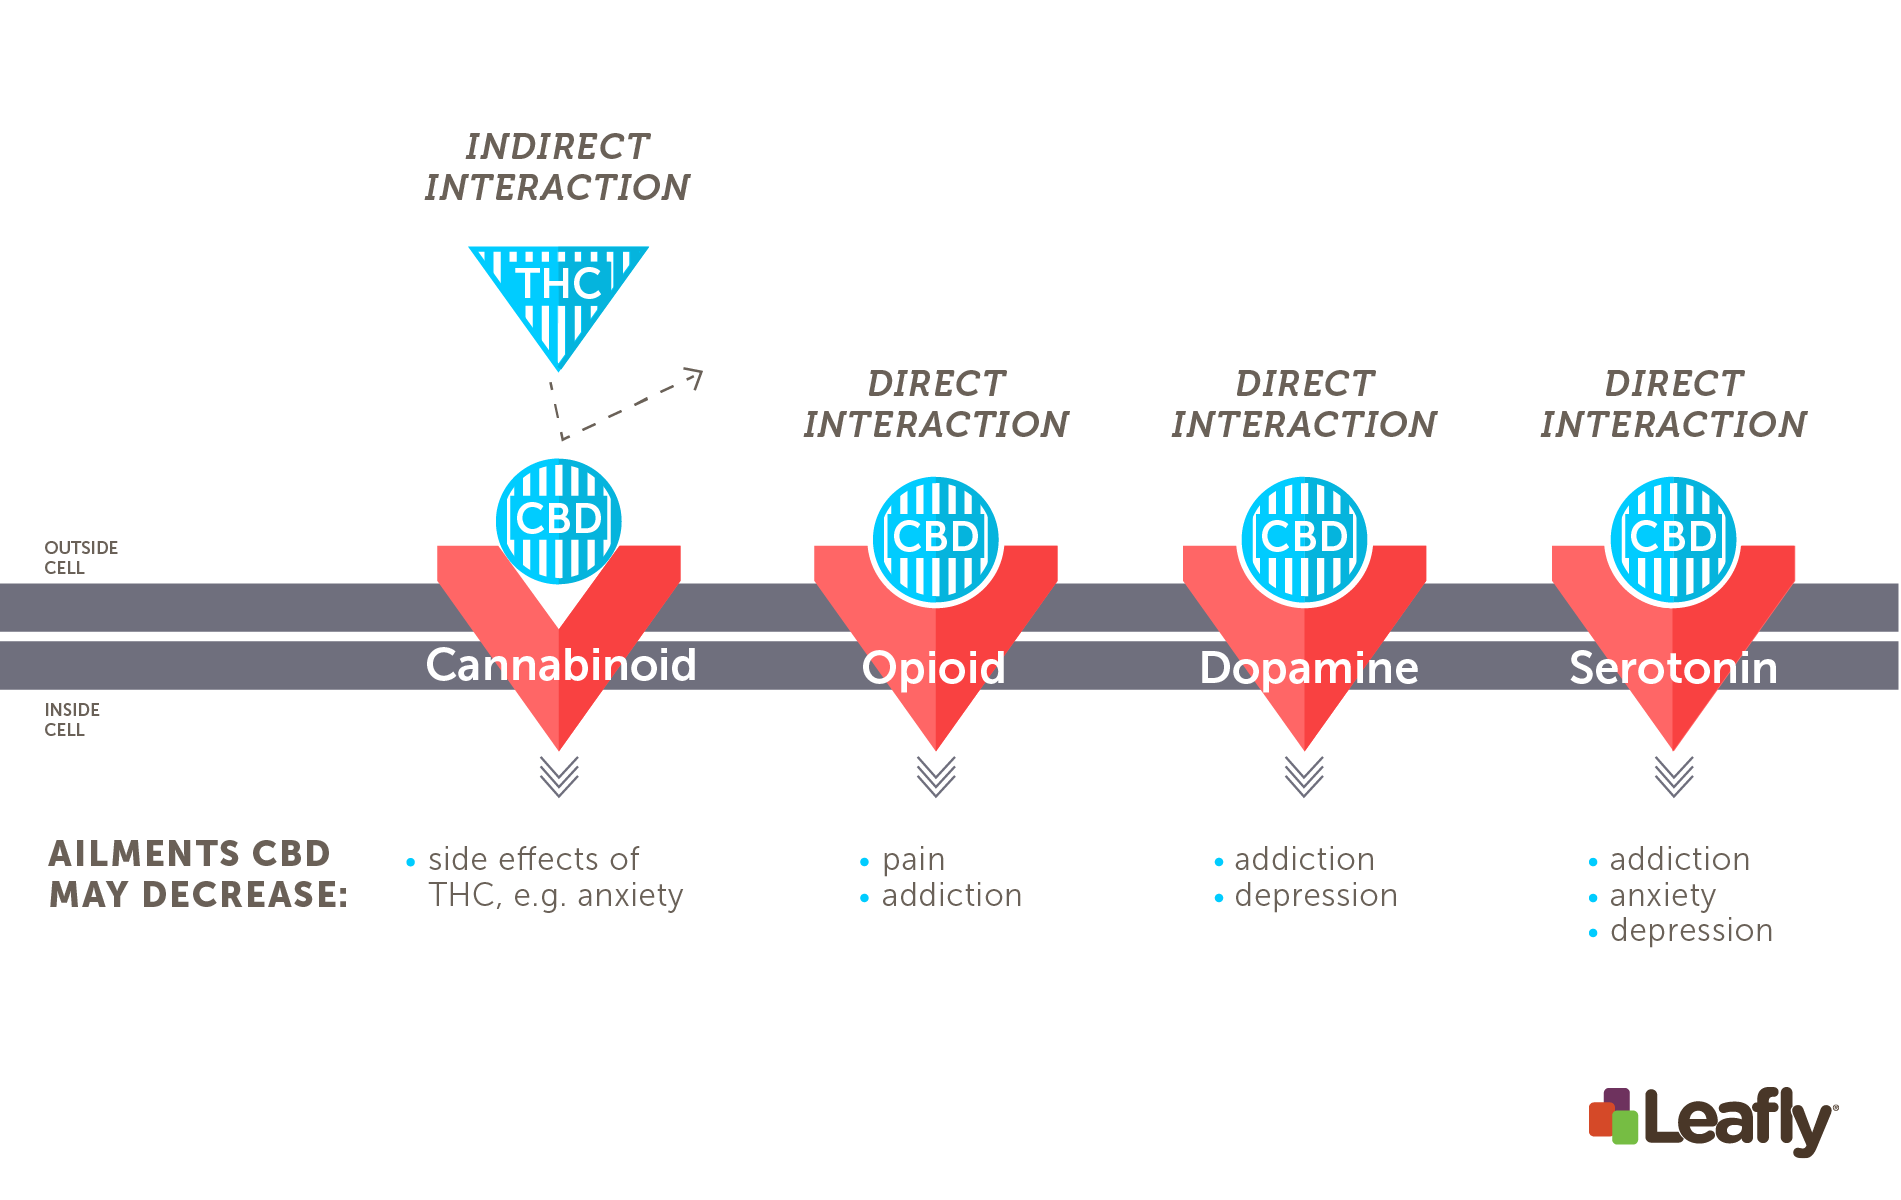 INDIRECT
INTERACTION
THC
DIRECT
INTERACTION
DIRECT
INTERACTION
DIRECT
INTERACTION
CBD
CBD
CBD
CBD
OUTSIDE
CELL
Cannabinoid
Opioid
Dopamine
Serotonin
INSIDE
CELL
AILMENTS CBD
MAY DECREASE:
• side effects of
THC, e.g. anxiety
• pain
• addiction
• addiction
• depression
• addiction
• anxiety
• depression
Leafly®